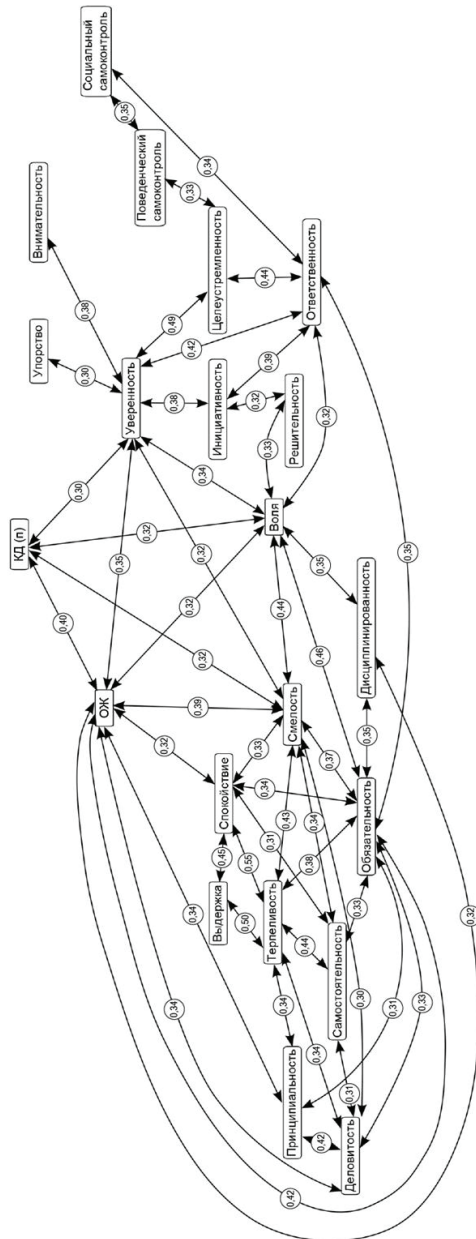 КД (п)
Упорство
Внимательность
0,40
0,30
0,30
0,38
Социальный
самоконтроль
ОЖ
0,35
Уверенность
0,35
Поведенческий
самоконтроль
0,32
0,32
0,34
0,38
0,49
0,33
0,34
0,39
0,32
0,32
0,32
0,34
0,42
0,34
Выдержка
0,45
Спокойствие
Инициативность
Целеустремленность
0,50
0,55
0,33
0,32
0,44
0,39
0,34
0,31
0,34
0,33
Принципиальность
0,34
Терпеливость
0,43
Смелость
0,44
Воля
Решительность
Ответственность
0,42
0,44
0,38
0,34
0,37
0,46
0,35
0,32
0,42
Деловитость
0,31
Самостоятельность
0,33
Обязательность
0,35
Дисциплинированность
0,30
0,31
0,33
0,35
0,32